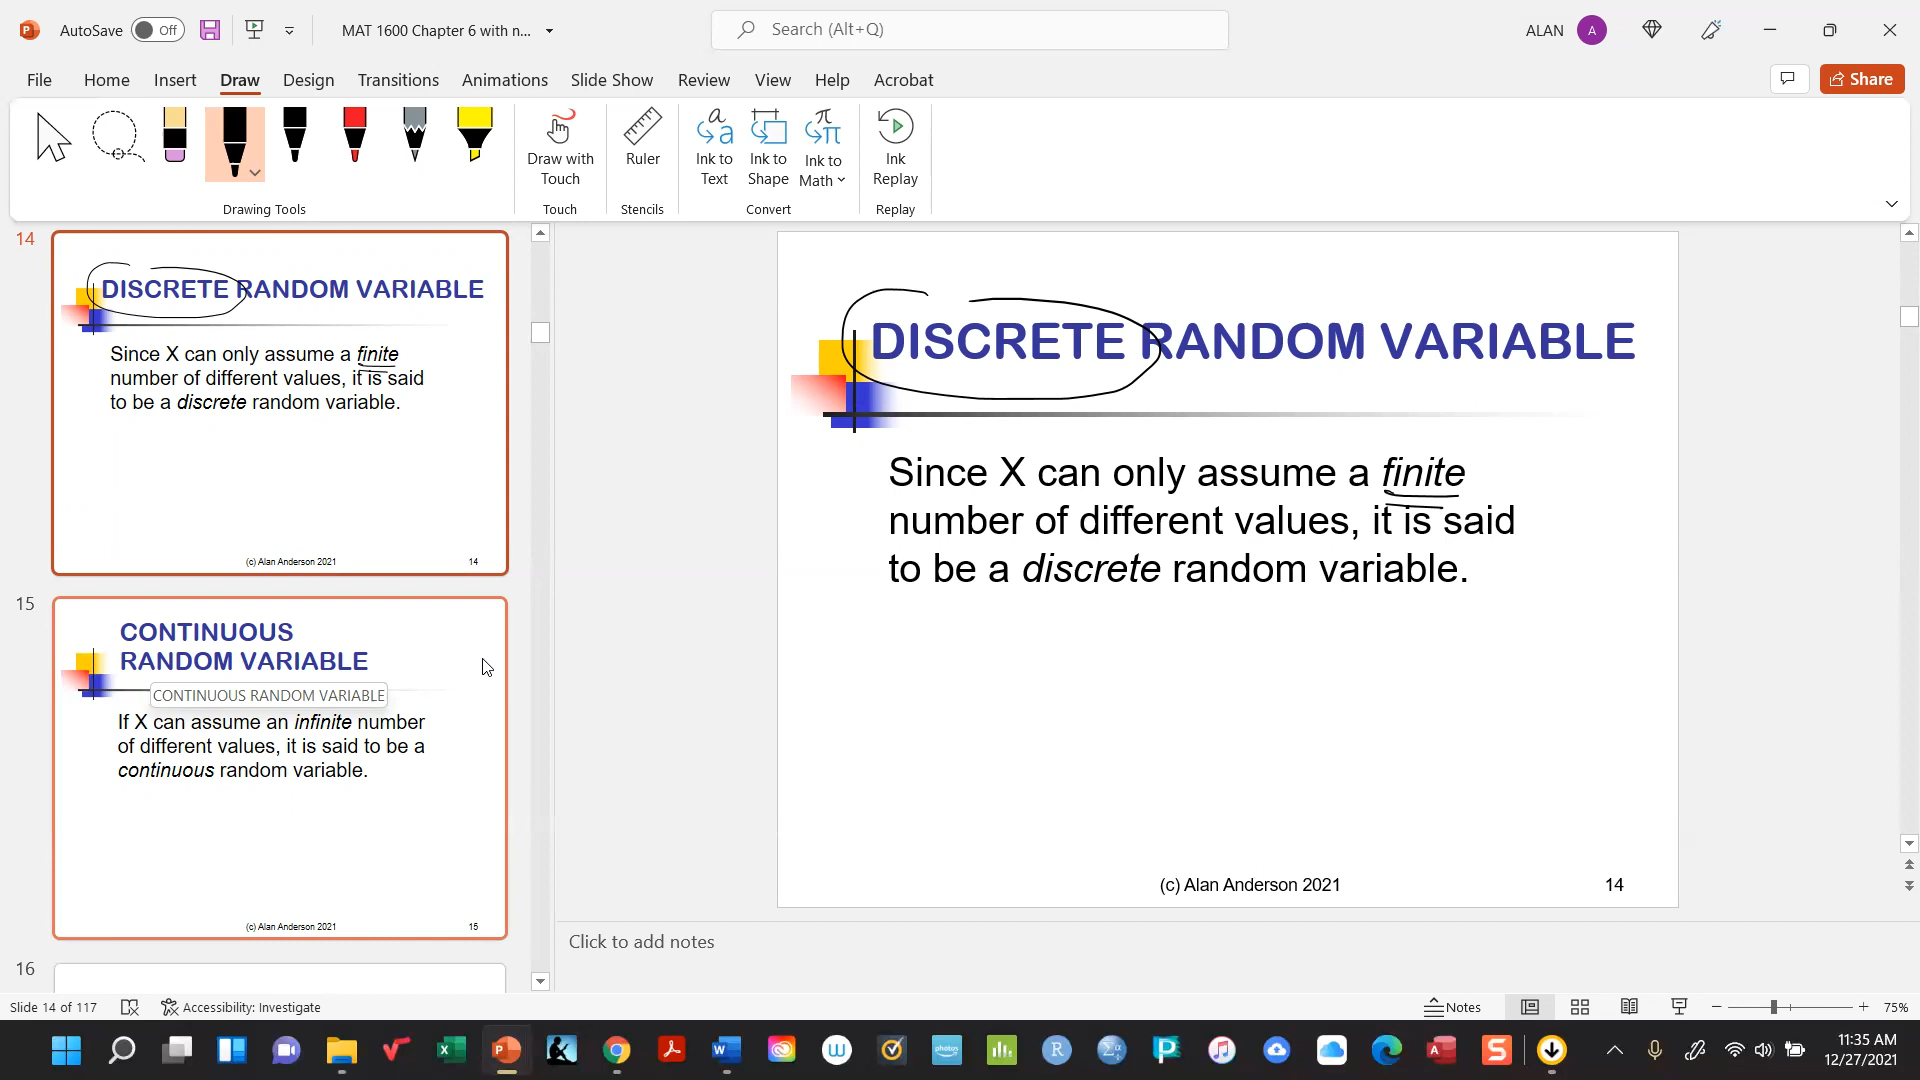 AutoSave Off MAT 1600 Chapter 6 with n... Search (Alt+Q) ALAN A
File Home Insert Draw Design Transitions Animations Slide Show Review View Help Acrobat Share
Draw with Touch
Ruler
Ink to Text
Ink to Shape
Ink to Math
Ink Replay
Drawing Tools Touch Stencils Convert Replay
14
DISCRETE RANDOM VARIABLE
Since X can only assume a finite
number of different values, it is said
to be a discrete random variable.
(c) Alan Anderson 2021 14
15
CONTINUOUS
RANDOM VARIABLE
CONTINUOUS RANDOM VARIABLE
If X can assume an infinite number
of different values, it is said to be a
continuous random variable.
(c) Alan Anderson 2021 15
16
DISCRETE RANDOM VARIABLE
Since X can only assume a finite
number of different values, it is said
to be a discrete random variable.
(c) Alan Anderson 2021 14
Click to add notes
Slide 14 of 117 Accessibility: Investigate Notes 75%
photos
11:35 AM
12/27/2021